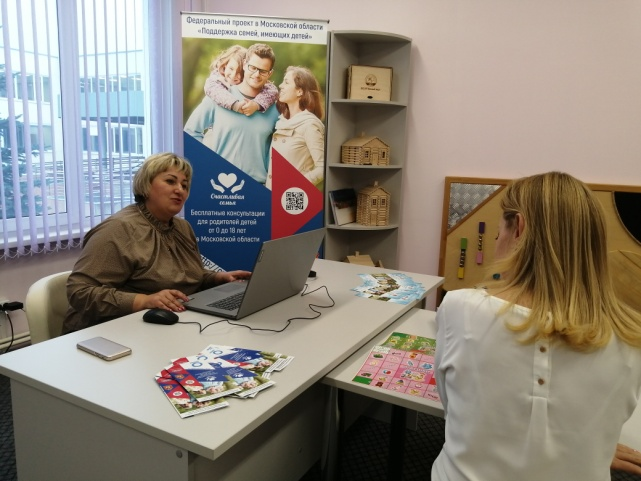 Федеральный проект в Московской области
«Поддержка семей, имеющих детей»
Счастливая
семья
Бесплатные консультации
для родителей детей
от 0 до 18 лет
в Московской области